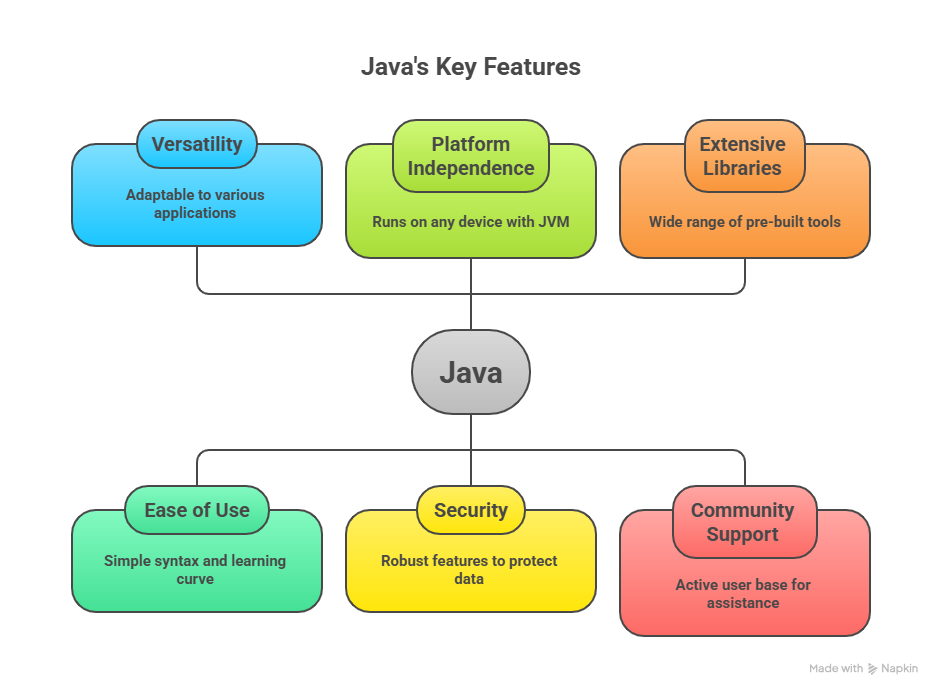 Java's Key Features
Versatility
Adaptable to various
applications
Platform
Independence
Runs on any device with JVM
Extensive
Libraries
Wide range of pre-built tools
Java
Ease of Use
Simple syntax and learning
curve
Security
Robust features to protect
data
Community
Support
Active user base for
assistance
Made with Napkin